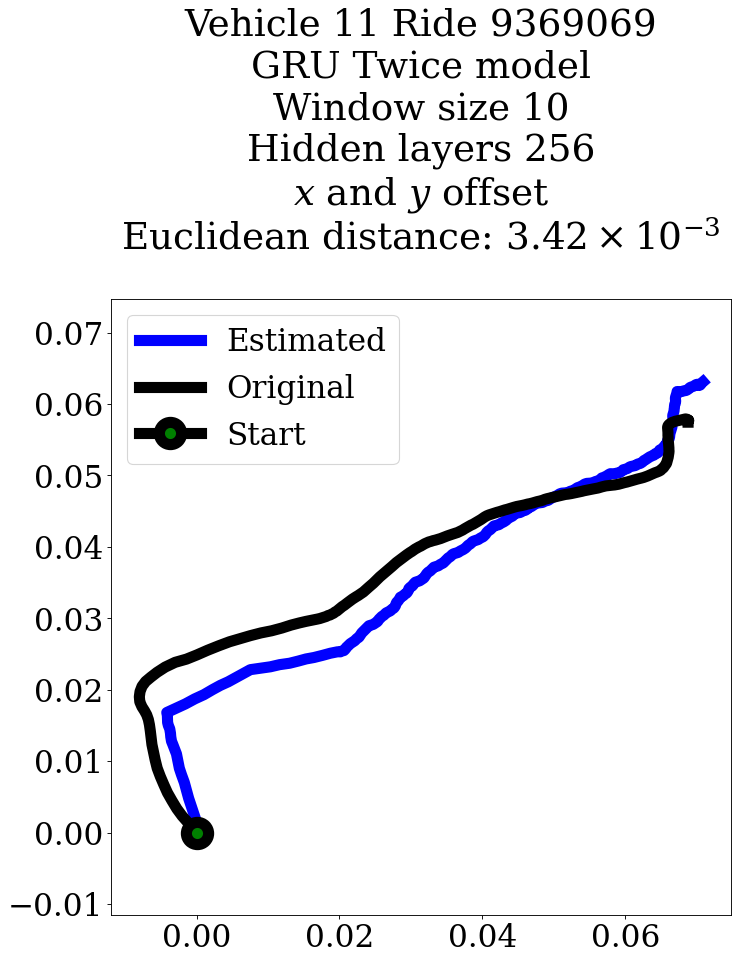 Vehicle 11 Ride 9369069
GRU Twice model
Window size 10
Hidden layers 256
x and y offset
Euclidean distance: 3.42 × 10⁻³
Estimated
Original
Start
0.07
0.06
0.05
0.04
0.03
0.02
0.01
0.00
−0.01
0.00 0.02 0.04 0.06